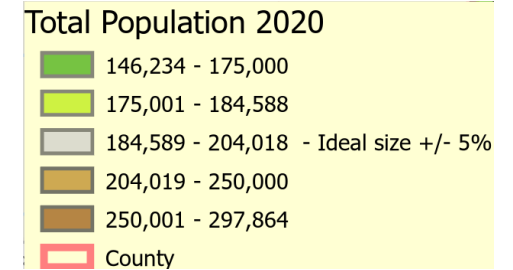 Total Population 2020
146,234 - 175,000
175,001 - 184,588
184,589 - 204,018 - Ideal size +/- 5%
204,019 - 250,000
250,001 - 297,864
County